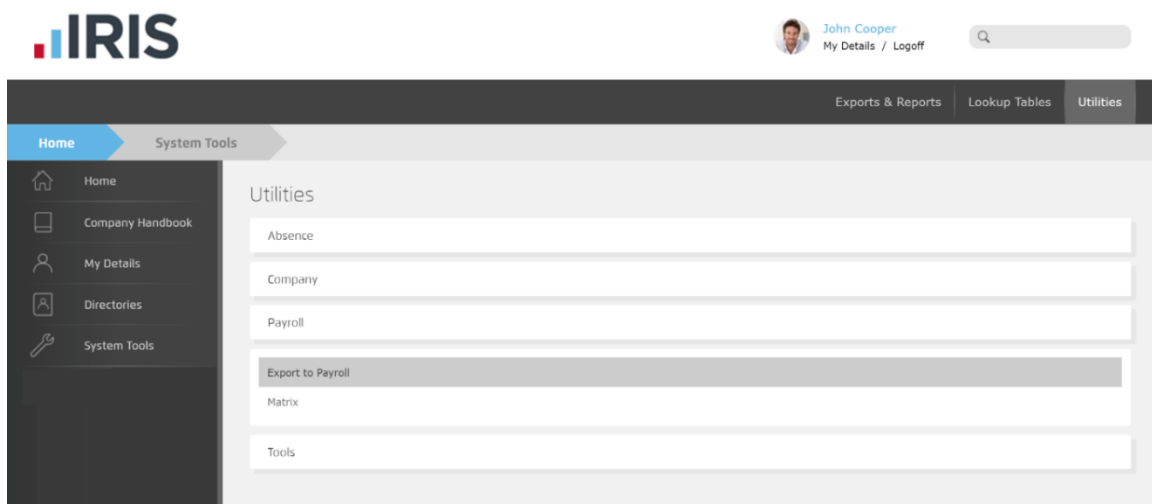 IRIS
John Cooper
My Details / Logoff
Exports & Reports Lookup Tables Utilities
Home System Tools
Home
Company Handbook
My Details
Directories
System Tools
Utilities
Absence
Company
Payroll
Export to Payroll
Matrix
Tools